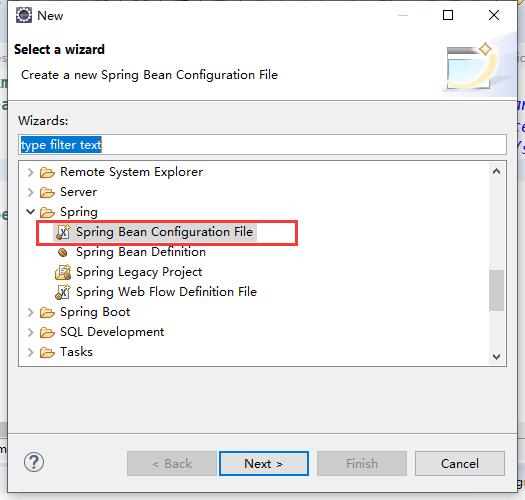 New
Select a wizard
Create a new Spring Bean Configuration File
Wizards:
type filter text
Remote System Explorer
Server
Spring
Spring Bean Configuration File
Spring Bean Definition
Spring Legacy Project
Spring Web Flow Definition File
Spring Boot
SQL Development
Tasks
< Back
Next >
Finish
Cancel